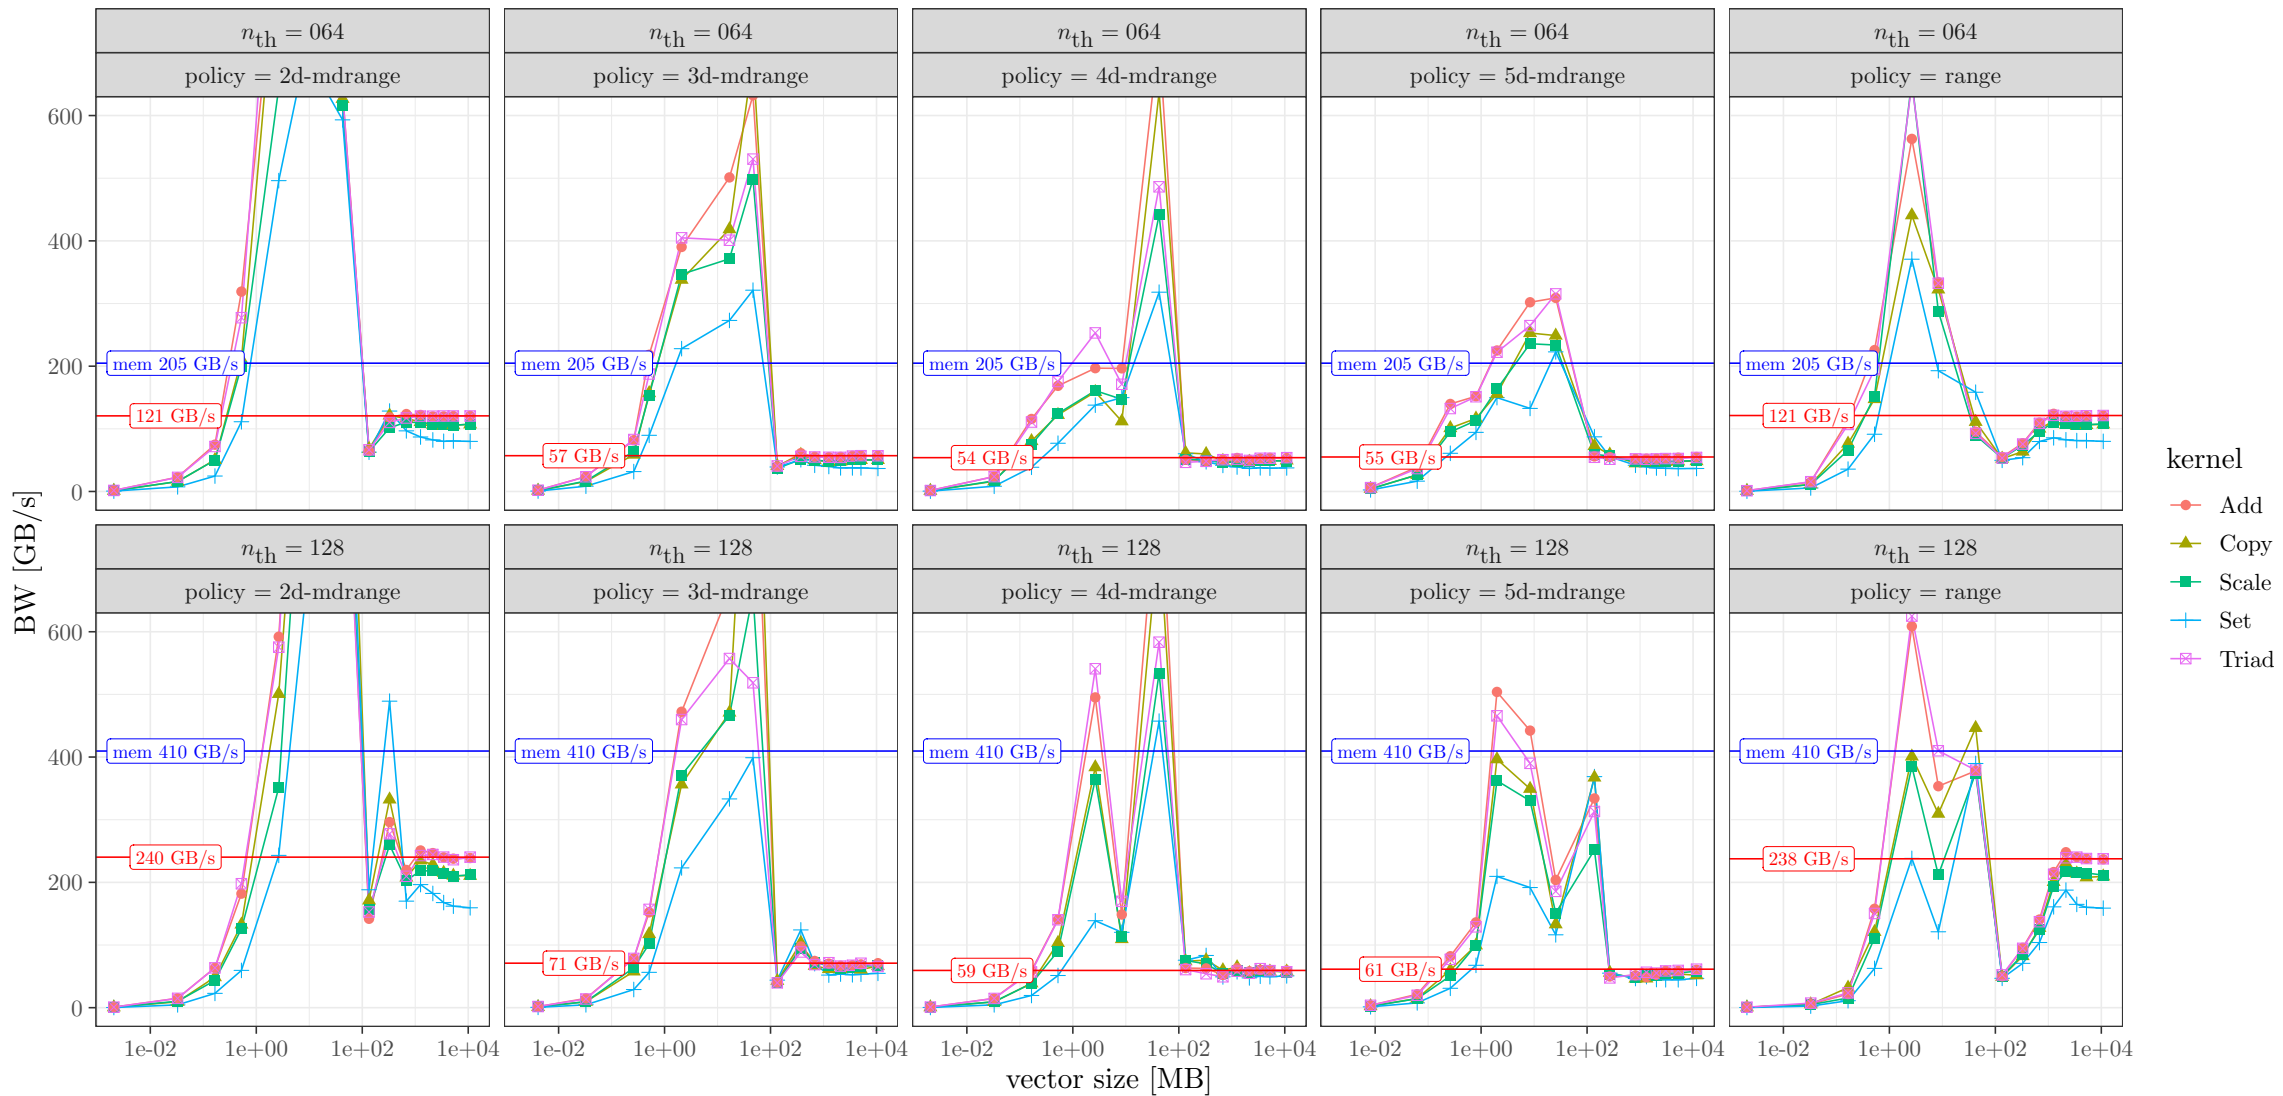 n_th = 064
n_th = 064
n_th = 064
n_th = 064
n_th = 064
policy = 2d-mdrange
policy = 3d-mdrange
policy = 4d-mdrange
policy = 5d-mdrange
policy = range
600
400
200
0
mem 205 GB/s
mem 205 GB/s
mem 205 GB/s
mem 205 GB/s
mem 205 GB/s
121 GB/s
57 GB/s
54 GB/s
55 GB/s
121 GB/s
BW [GB/s]
n_th = 128
n_th = 128
n_th = 128
n_th = 128
n_th = 128
policy = 2d-mdrange
policy = 3d-mdrange
policy = 4d-mdrange
policy = 5d-mdrange
policy = range
600
400
200
0
mem 410 GB/s
mem 410 GB/s
mem 410 GB/s
mem 410 GB/s
mem 410 GB/s
240 GB/s
71 GB/s
59 GB/s
61 GB/s
238 GB/s
1e-02 1e+00 1e+02 1e+04
1e-02 1e+00 1e+02 1e+04
1e-02 1e+00 1e+02 1e+04
1e-02 1e+00 1e+02 1e+04
1e-02 1e+00 1e+02 1e+04
vector size [MB]
kernel
Add
Copy
Scale
Set
Triad